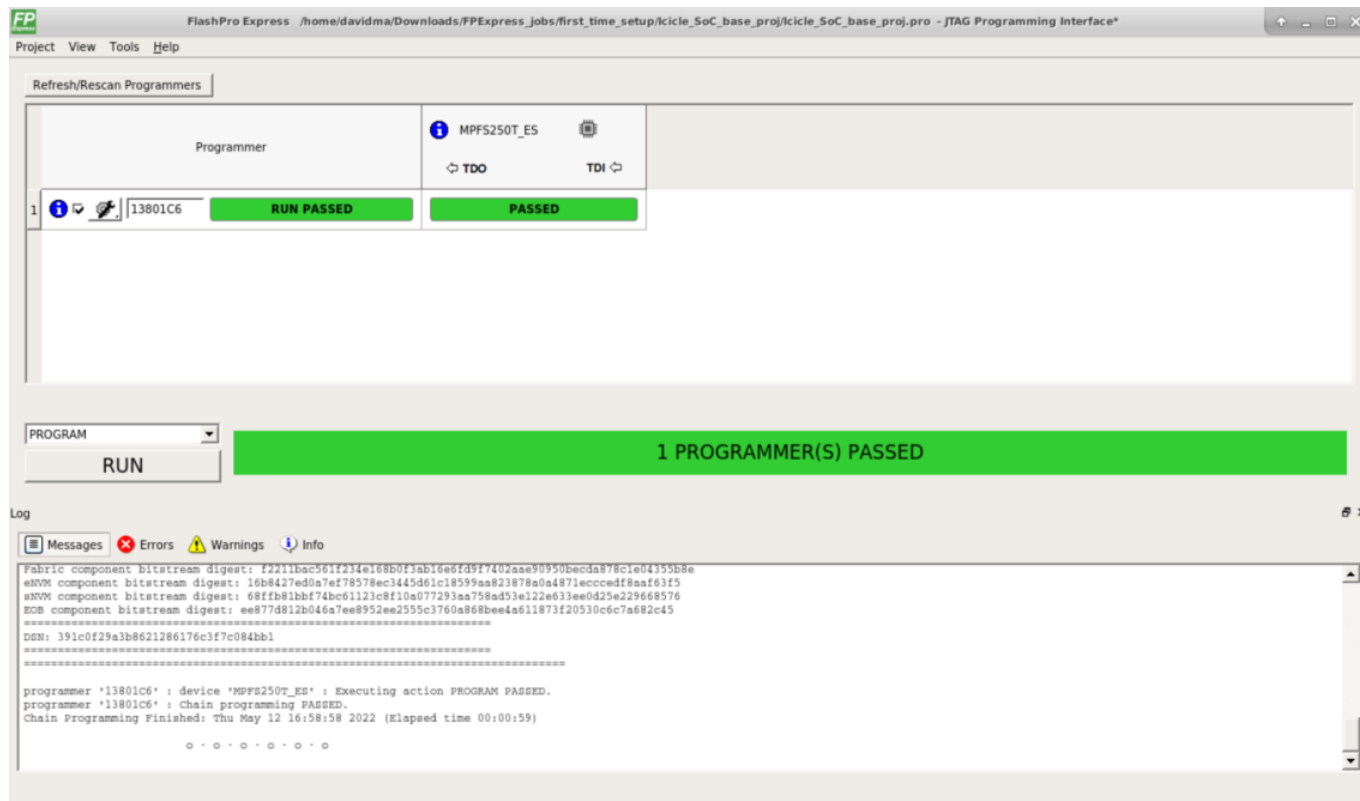 FP
Express
FlashPro Express /home/davidma/Downloads/FPExpress_jobs/first_time_setup/Icicle_SoC_base_proj/Icicle_SoC_base_proj.pro - JTAG Programming Interface*
Project View Tools Help
Refresh/Rescan Programmers
Programmer
MPFS250T_ES
TDO TDI
1 13801C6 RUN PASSED PASSED
PROGRAM
RUN
1 PROGRAMMER(S) PASSED
Log
Messages Errors Warnings Info
Fabric component bitstream digest: f2211bac561f234e168b0f3ab16e6fd9f7402aae90950becda878c1e04355b8e
eNVM component bitstream digest: 16b8427ed0a7ef78578ec3445d61c18599aa823878a0a4871ecccedf8aaf63f5
sNVM component bitstream digest: 68ffb81bbf74bc61123c8f10a077293aa758ad53e122e633ee0d25e229668576
EOB component bitstream digest: ee877d812b046a7ee8952ee2555c3760a868bee4a611873f20530c6c7a682c45
=====================================================================
DSN: 391c0f29a3b8621286176c3f7c084bb1
=====================================================================
================================================================================
programmer '13801C6' : device 'MPFS250T_ES' : Executing action PROGRAM PASSED.
programmer '13801C6' : Chain programming PASSED.
Chain Programming Finished: Thu May 12 16:58:58 2022 (Elapsed time 00:00:59)
o - o - o - o - o - o